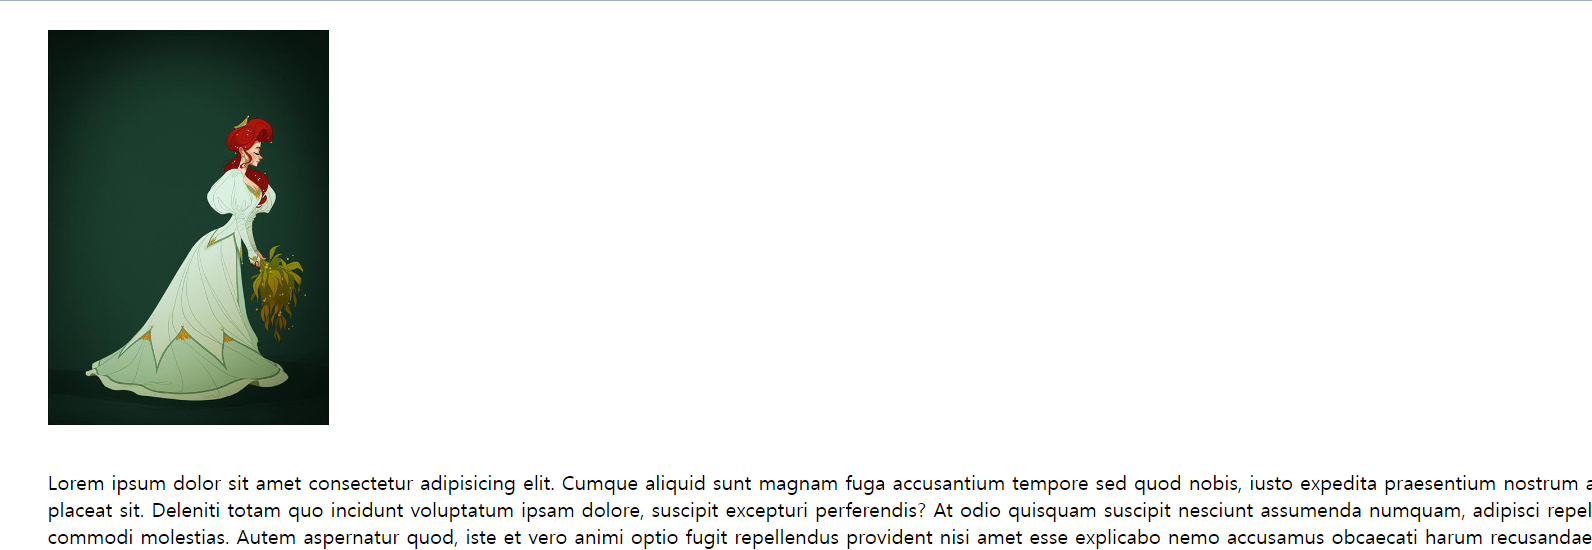 Lorem ipsum dolor sit amet consectetur adipisicing elit. Cumque aliquid sunt magnam fuga accusantium tempore sed quod nobis, iusto expedita praesentium nostrum
placeat sit. Deleniti totam quo incidunt voluptatum ipsam dolore, suscipit excepturi perferendis? At odio quisquam suscipit nesciunt assumenda numquam, adipisci repel
commodi molestias. Autem aspernatur quod, iste et vero animi optio fugit repellendus provident nisi amet esse explicabo nemo accusamus obcaecati harum recusandae